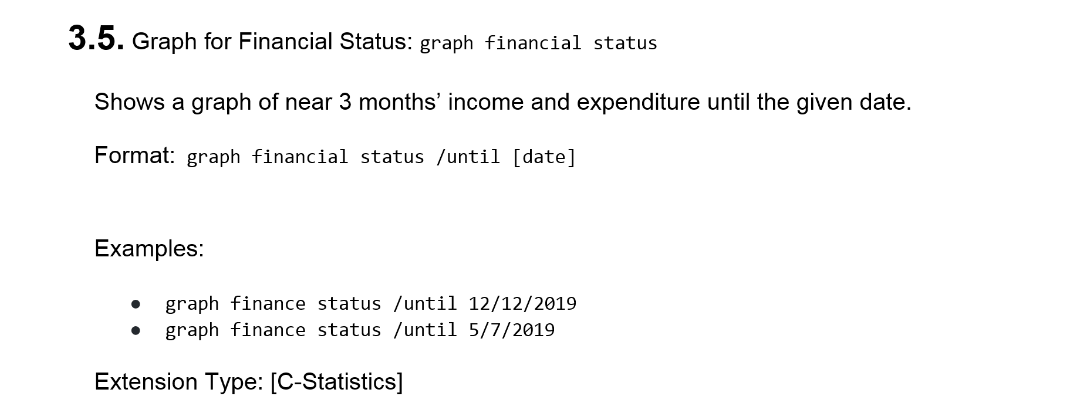 3.5. Graph for Financial Status: graph financial status
Shows a graph of near 3 months’ income and expenditure until the given date.
Format: graph financial status /until [date]
Examples:
● graph finance status /until 12/12/2019
● graph finance status /until 5/7/2019
Extension Type: [C-Statistics]